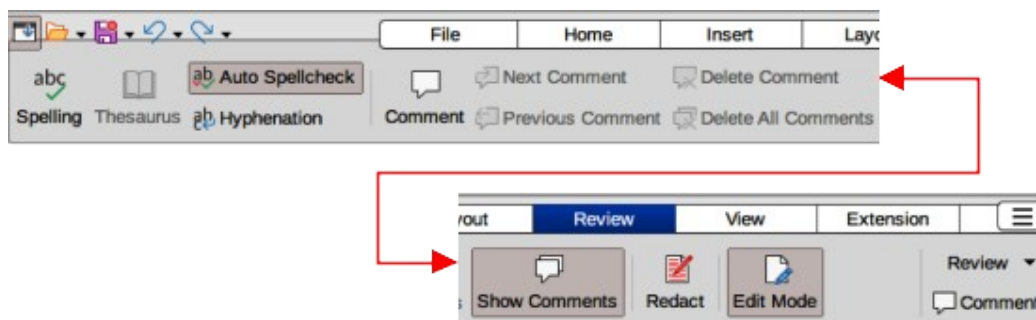 File Home Insert Layo
Auto Spellcheck Next Comment Delete Comment
Spelling Thesaurus Hyphenation Comment Previous Comment Delete All Comments
yout Review View Extension
Review
Show Comments Redact Edit Mode Comment